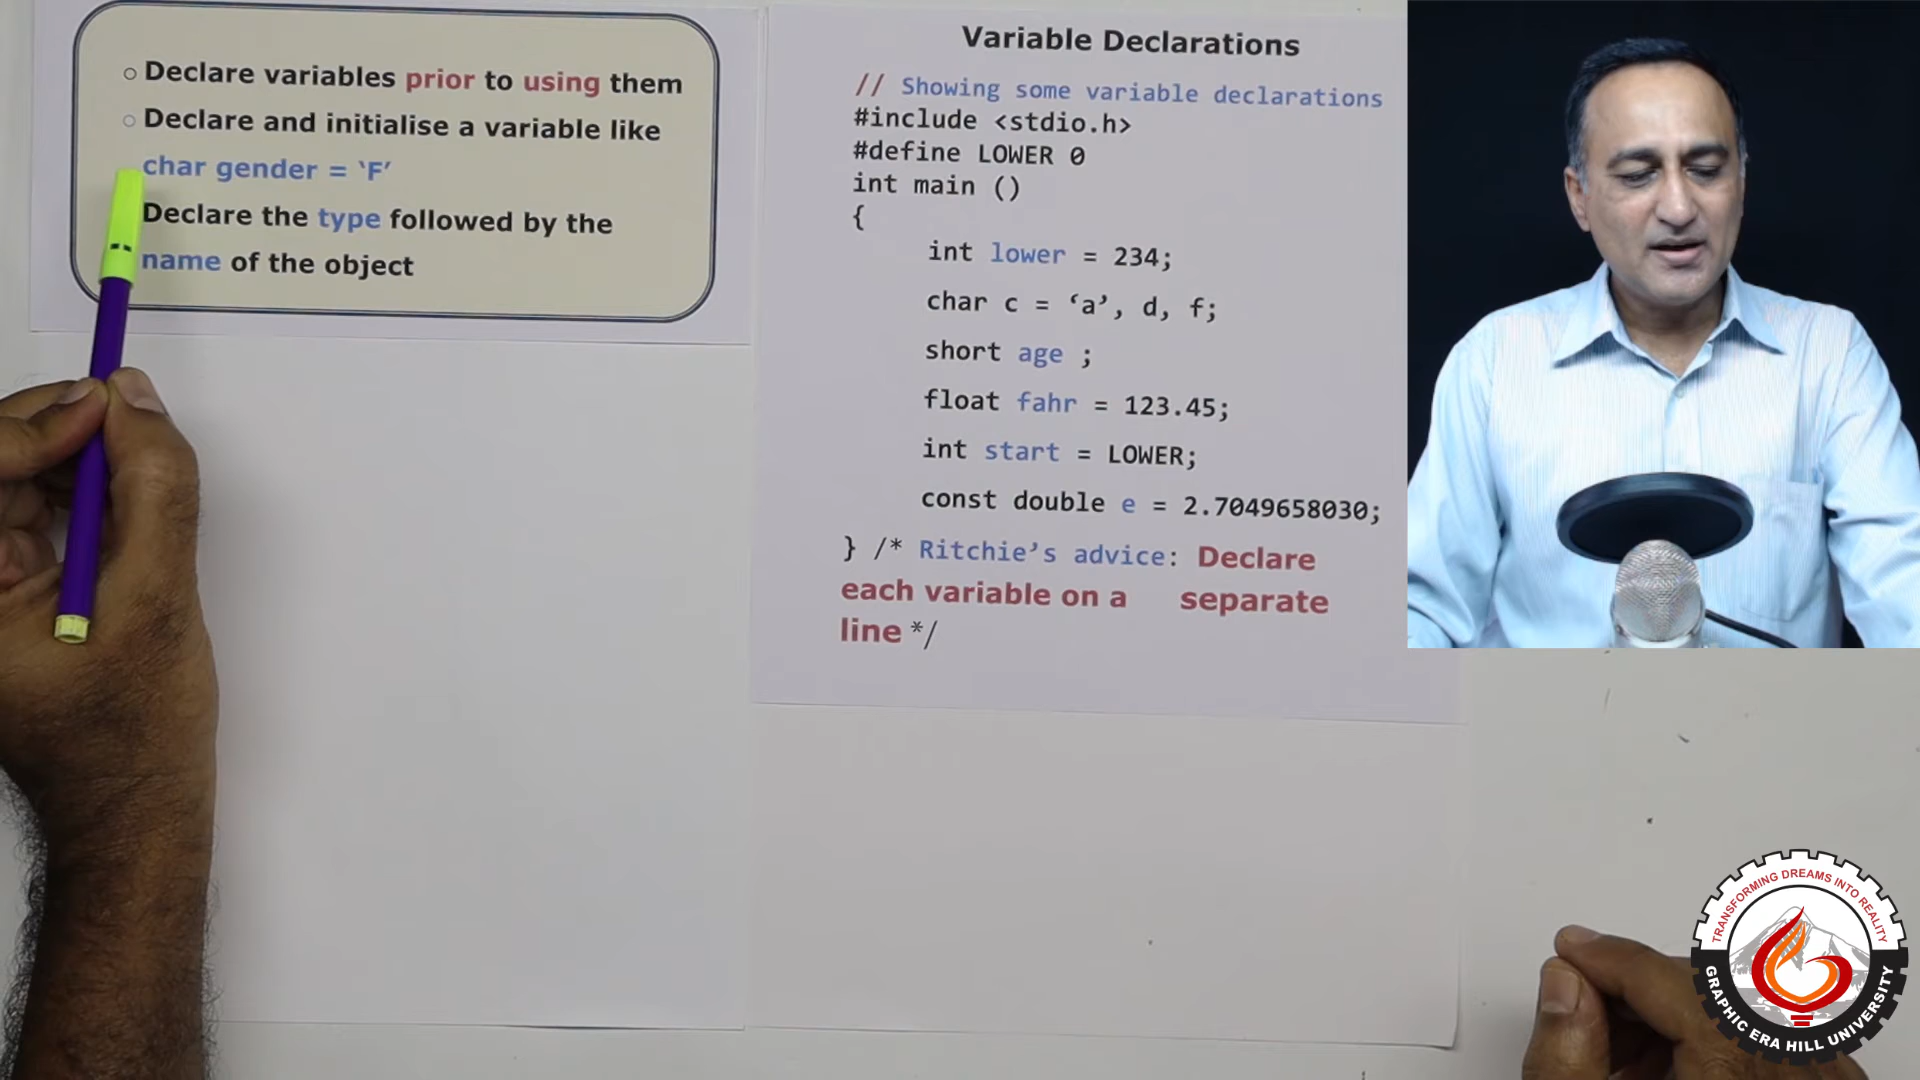 Declare variables prior to using them
Declare and initialise a variable like
char gender = ‘F’
Declare the type followed by the
name of the object
Variable Declarations
// Showing some variable declarations
#include <stdio.h>
#define LOWER 0
int main ()
{
int lower = 234;
char c = ‘a’, d, f;
short age ;
float fahr = 123.45;
int start = LOWER;
const double e = 2.7049658030;
} /* Ritchie’s advice: Declare
each variable on a separate
line */
TRANSFORMING DREAMS INTO REALITY
GRAPHIC ERA HILL UNIVERSITY